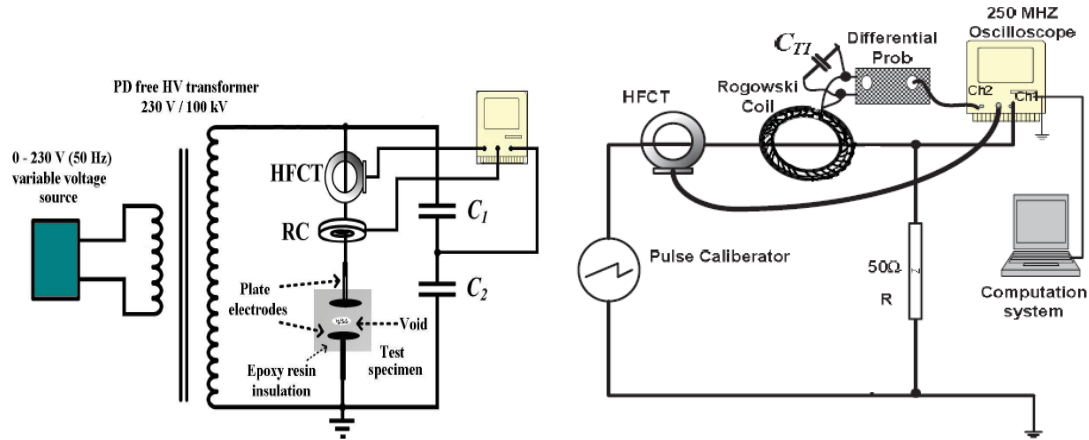 PD free HV transformer
230 V / 100 kV
0 - 230 V (50 Hz)
variable voltage
source
HFCT
RC
C1
C2
Plate
electrodes
Void
Epoxy resin
insulation
Test
specimen
250 MHZ
Oscilloscope
Differential
Prob
CT1
Ch2
Ch1
Rogowski
Coil
HFCT
Pulse Caliberator
50Ω
R
Computation
system